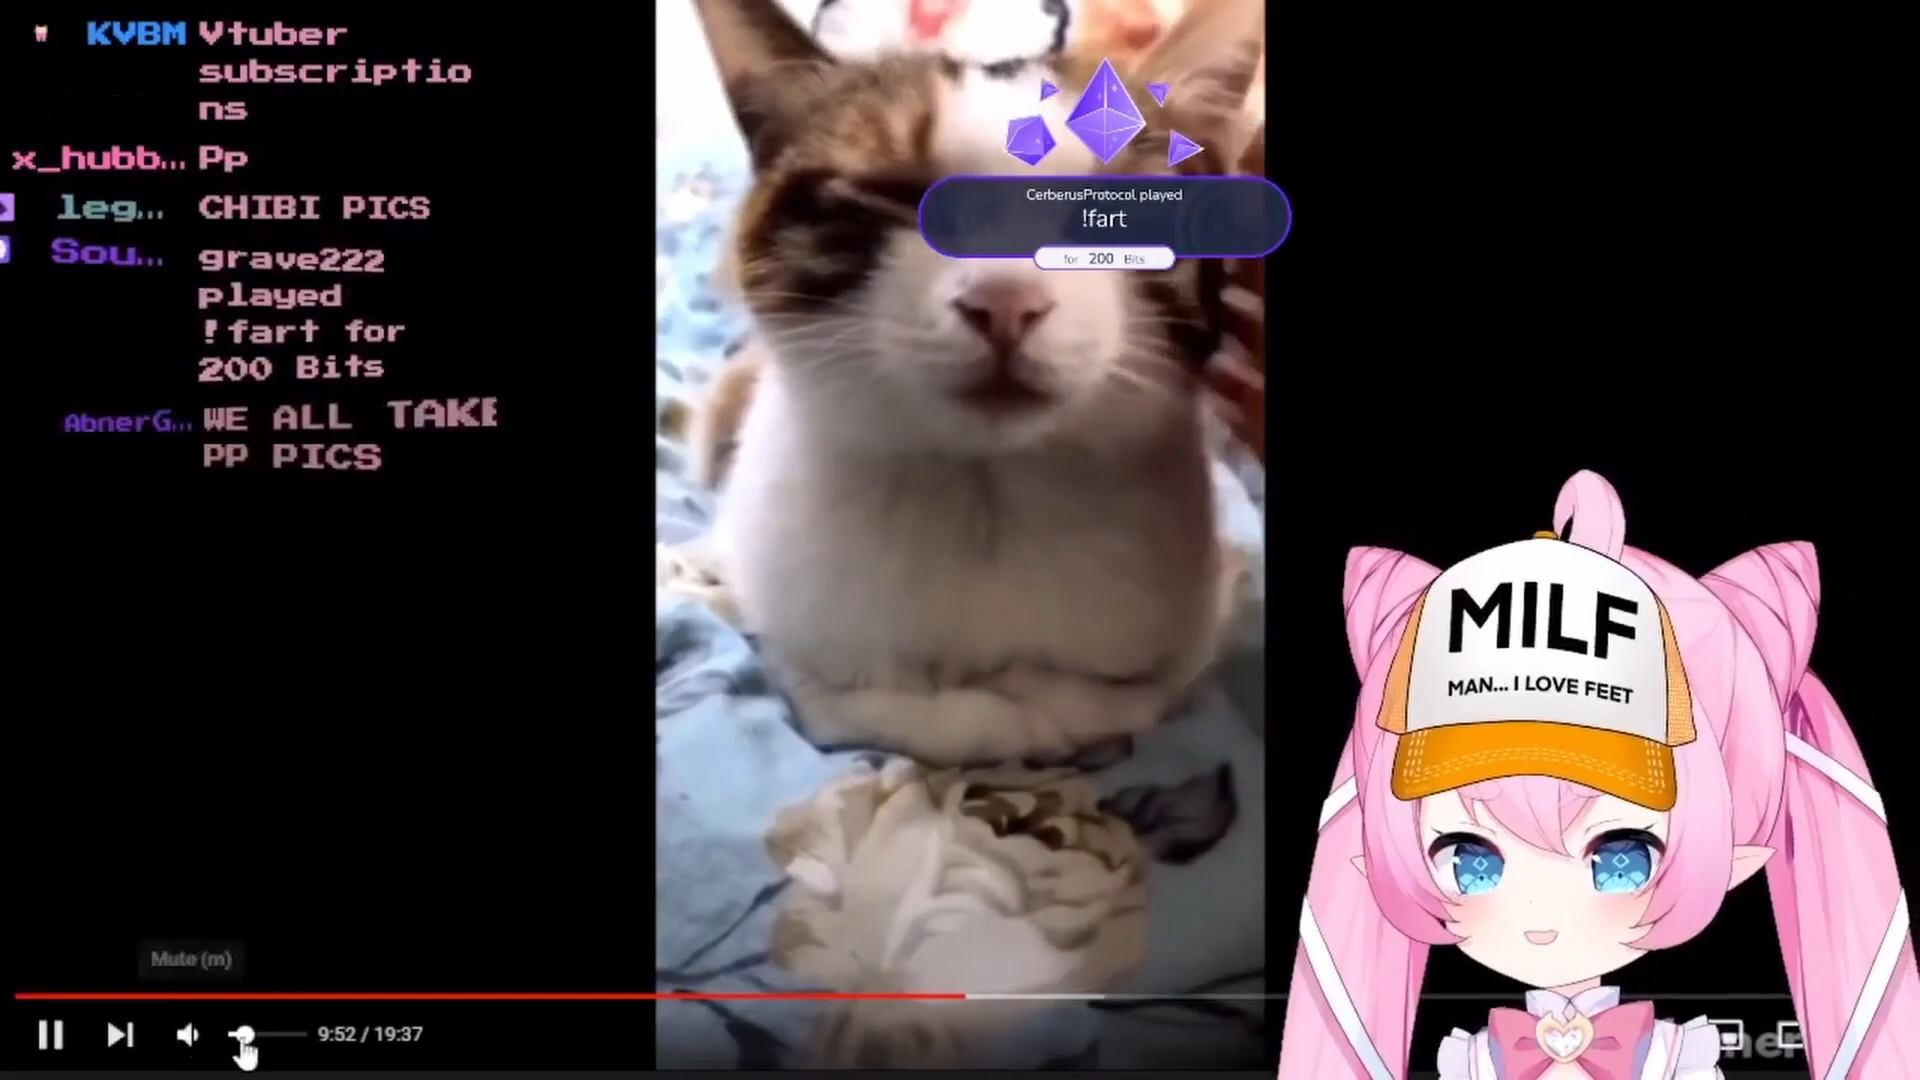 KVBM Vtuber
subscriptio
ns
x_hubb... Pp
leg... CHIBI PICS
Sou... grave222
played
!fart for
200 Bits
AbnerG... WE ALL TAKE
PP PICS
CerberusProtocol played
!fart
for 200 Bits
MILF
MAN... I LOVE FEET
Mute (m)
9:52 / 19:37